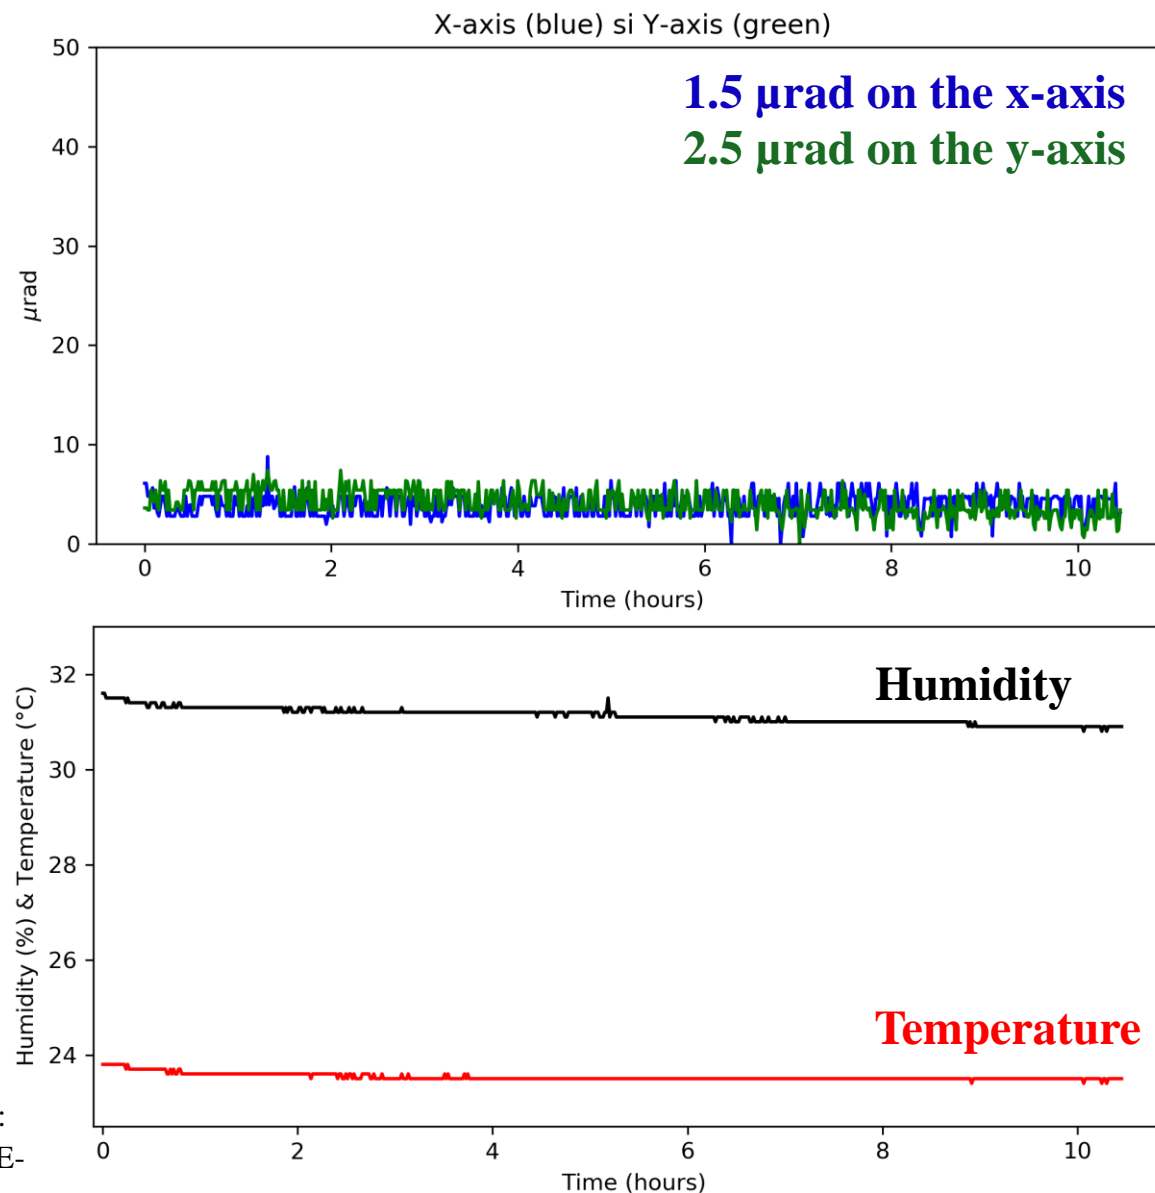 X-axis (blue) si Y-axis (green)
1.5 μrad on the x-axis
2.5 μrad on the y-axis
μrad
50
40
30
20
10
0
0 2 4 6 8 10
Time (hours)
Humidity (%) & Temperature (°C)
32
30
28
26
24
Humidity
Temperature
0 2 4 6 8 10
Time (hours)
:
E-